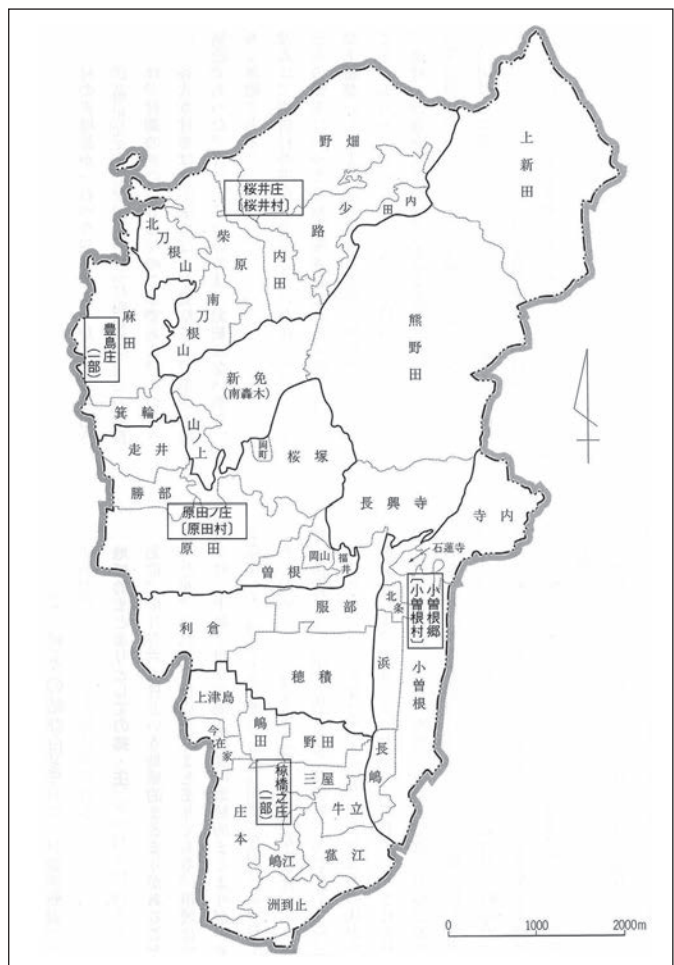 野畑
上新田
桜井庄
〔桜井村〕
少路
内田
北刀根山
柴原
内田
南刀根山
麻田
豊島庄
(一部)
熊野田
新免
(南轟木)
箕輪
山ノ上
岡町
桜塚
走井
勝部
長興寺
寺内
原田ノ庄
〔原田村〕
原田
石蓮寺
岡山
福井
曽根
小曽根郷
〔小曽根村〕
北条
服部
利倉
浜
小曽根
穂積
上津島
嶋田
野田
今在家
長嶋
三屋
椋橋之庄
(一部)
牛立
庄本
嶋江
菰江
洲到止
0 1000 2000m